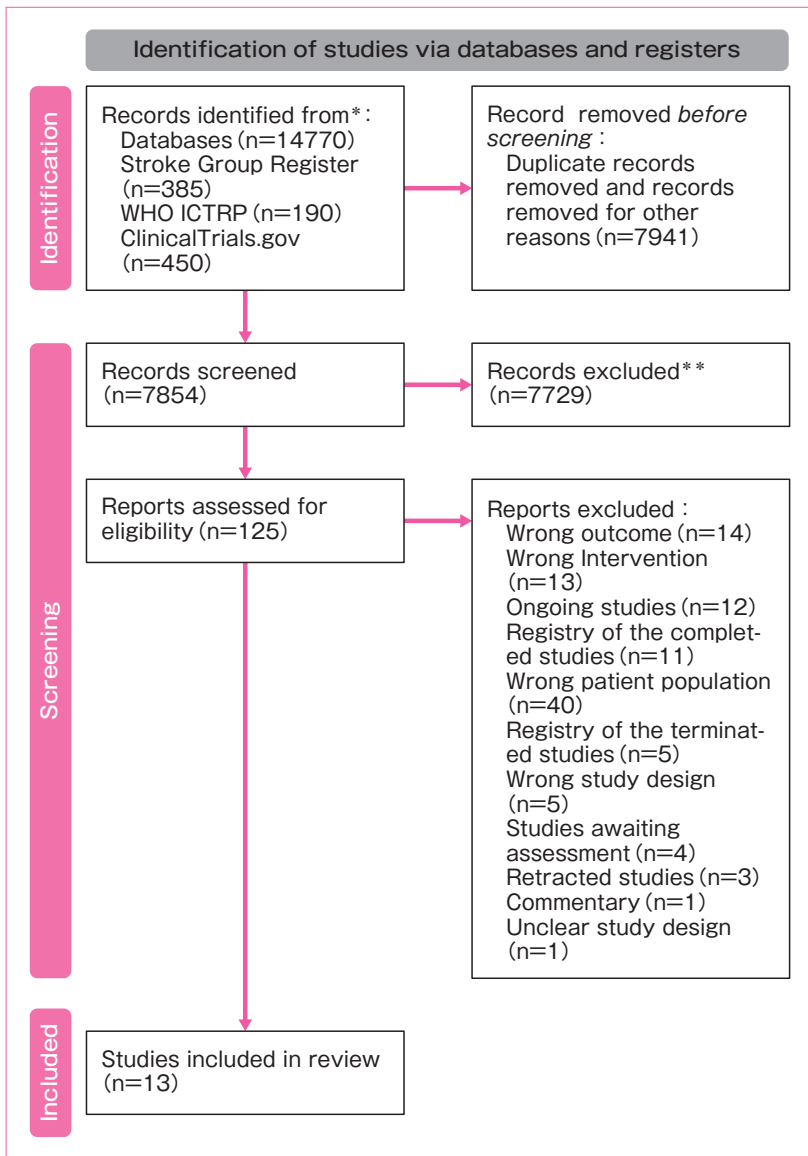 Identification of studies via databases and registers
Identification
Records identified from*:
Databases (n=14770)
Stroke Group Register
(n=385)
WHO ICTRP (n=190)
ClinicalTrials.gov
(n=450)
Record removed before
screening:
Duplicate records
removed and records
removed for other
reasons (n=7941)
Screening
Records screened
(n=7854)
Records excluded**
(n=7729)
Reports assessed for
eligibility (n=125)
Reports excluded:
Wrong outcome (n=14)
Wrong Intervention
(n=13)
Ongoing studies (n=12)
Registry of the complet-
ed studies (n=11)
Wrong patient population
(n=40)
Registry of the terminat-
ed studies (n=5)
Wrong study design
(n=5)
Studies awaiting
assessment (n=4)
Retracted studies (n=3)
Commentary (n=1)
Unclear study design
(n=1)
Included
Studies included in review
(n=13)